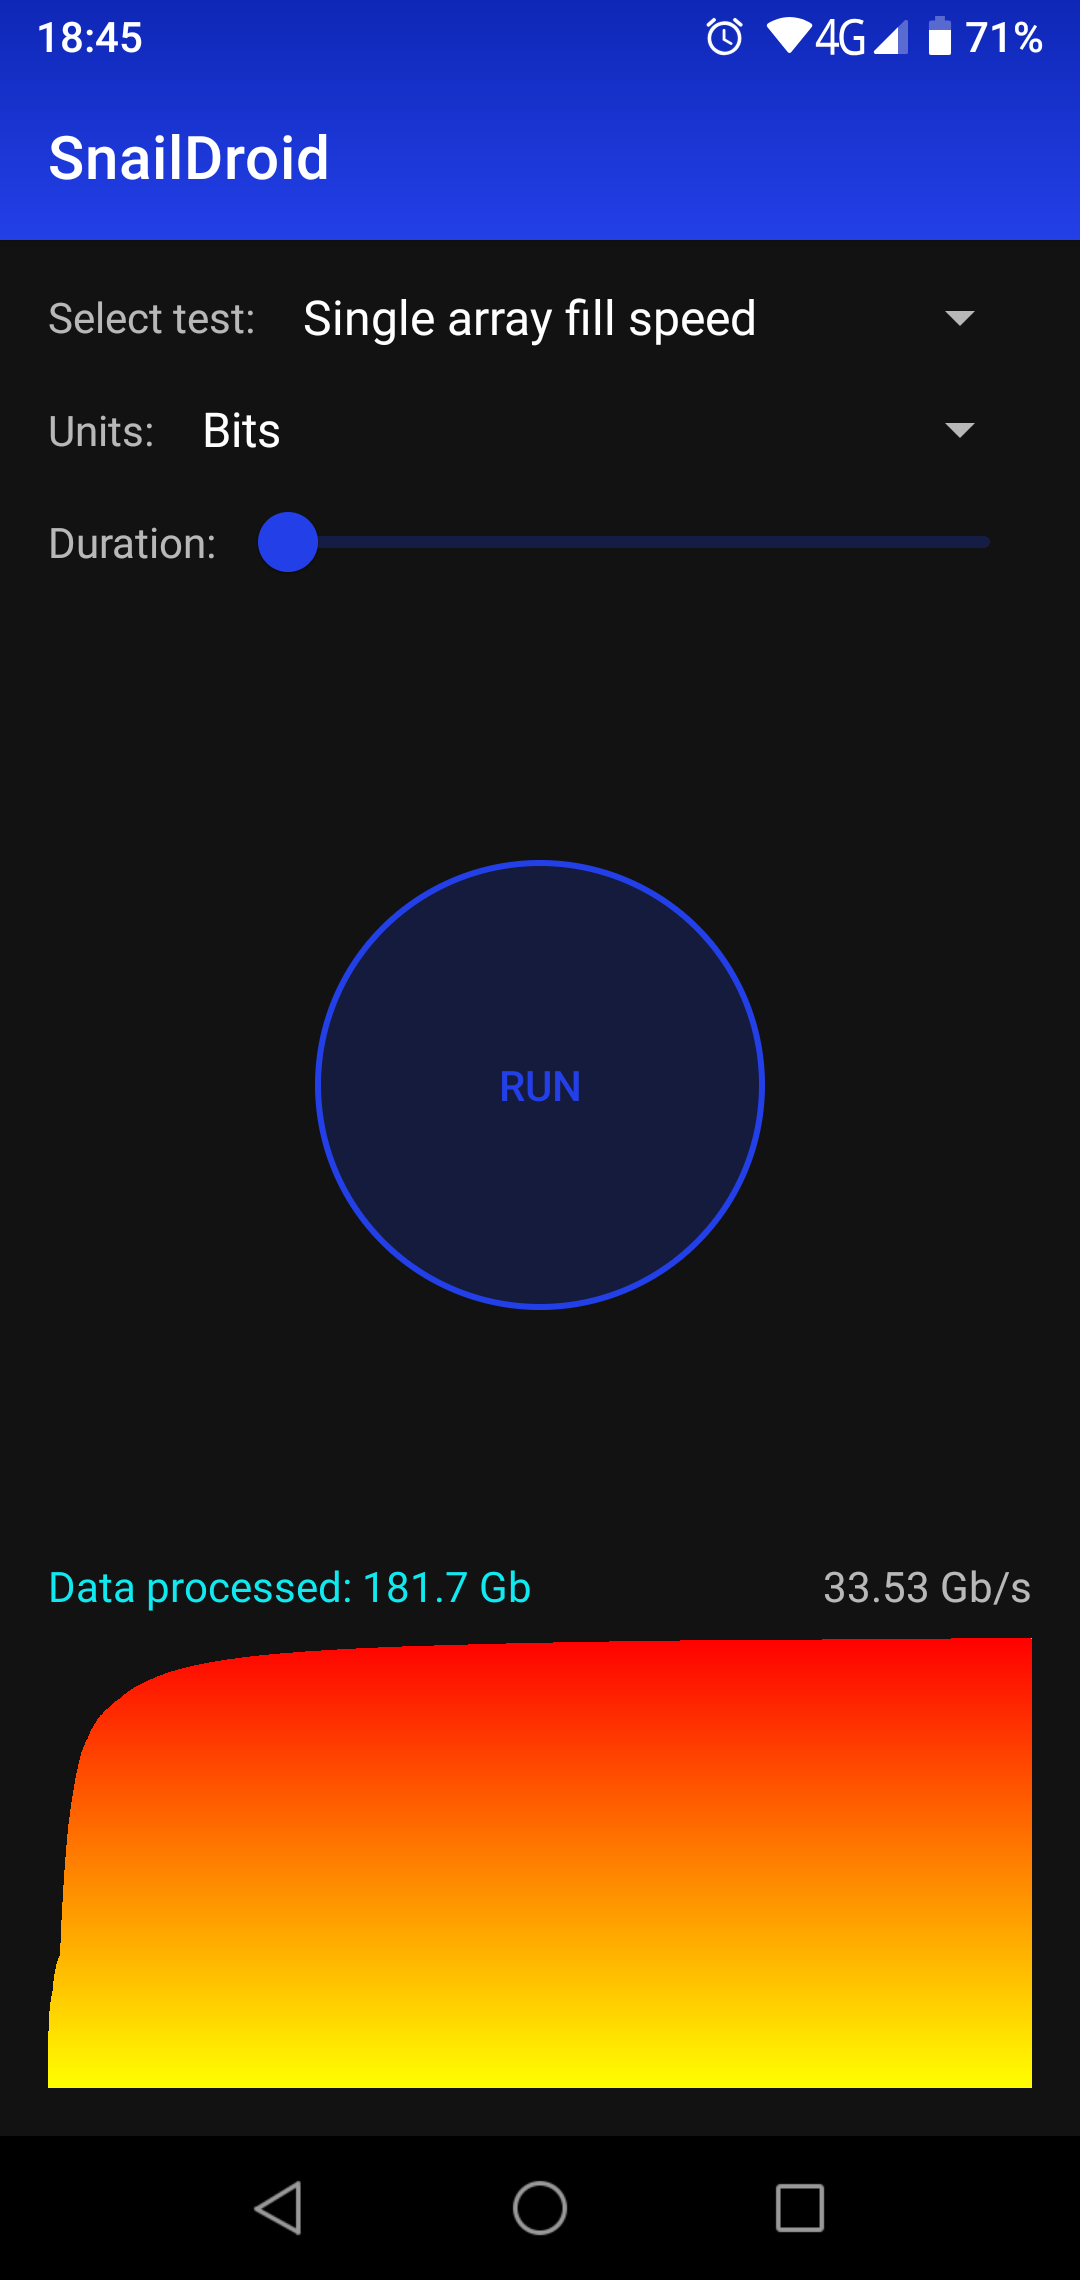 18:45 4G 71%
SnailDroid
Select test: Single array fill speed
Units: Bits
Duration:
RUN
Data processed: 181.7 Gb 33.53 Gb/s